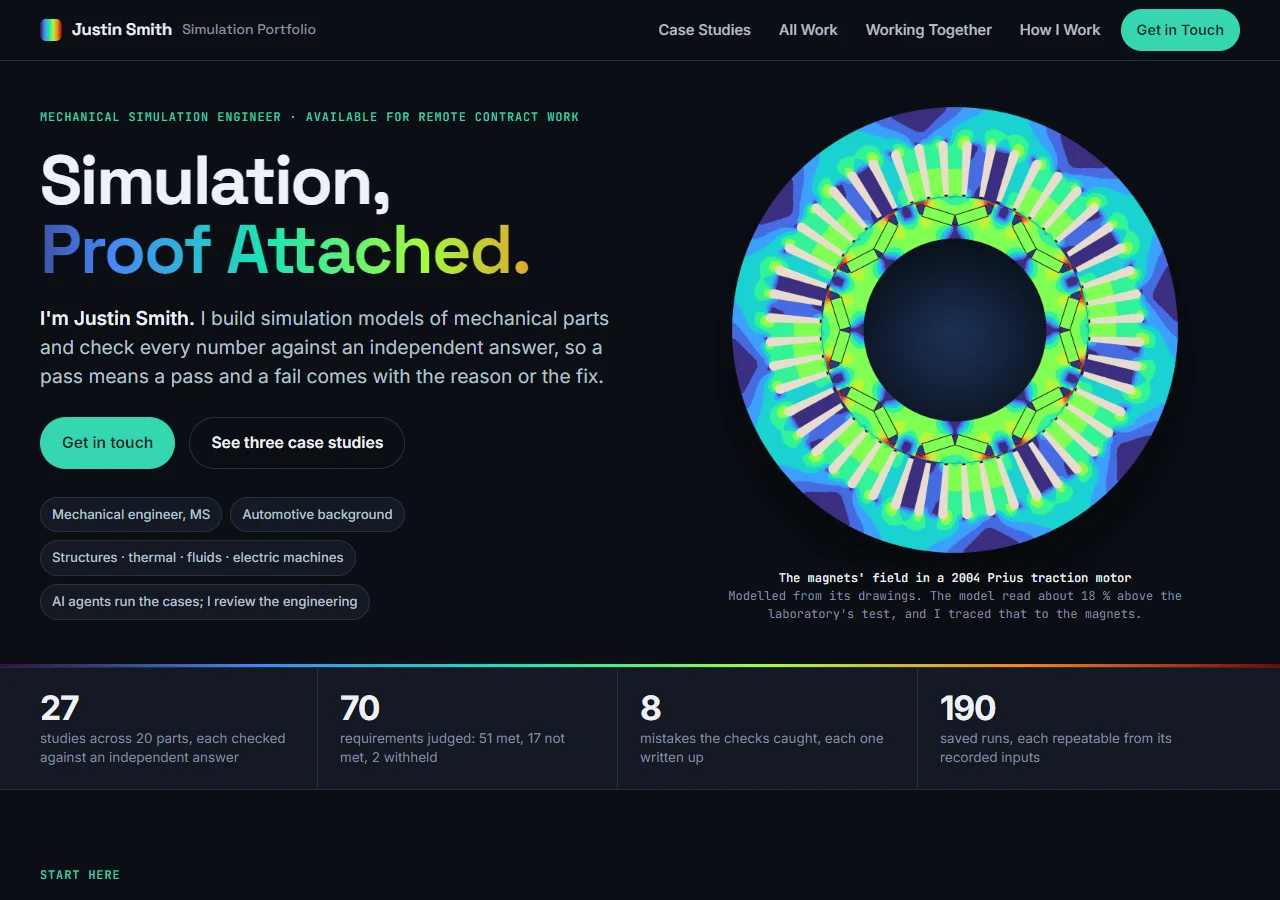 Justin Smith Simulation Portfolio
Case Studies
All Work
Working Together
How I Work
Get in Touch
MECHANICAL SIMULATION ENGINEER · AVAILABLE FOR REMOTE CONTRACT WORK
Simulation,
Proof Attached.
I'm Justin Smith. I build simulation models of mechanical parts
and check every number against an independent answer, so a
pass means a pass and a fail comes with the reason or the fix.
Get in touch
See three case studies
Mechanical engineer, MS
Automotive background
Structures · thermal · fluids · electric machines
AI agents run the cases; I review the engineering
The magnets' field in a 2004 Prius traction motor
Modelled from its drawings. The model read about 18 % above the
laboratory's test, and I traced that to the magnets.
27
studies across 20 parts, each checked
against an independent answer
70
requirements judged: 51 met, 17 not
met, 2 withheld
8
mistakes the checks caught, each one
written up
190
saved runs, each repeatable from its
recorded inputs
START HERE